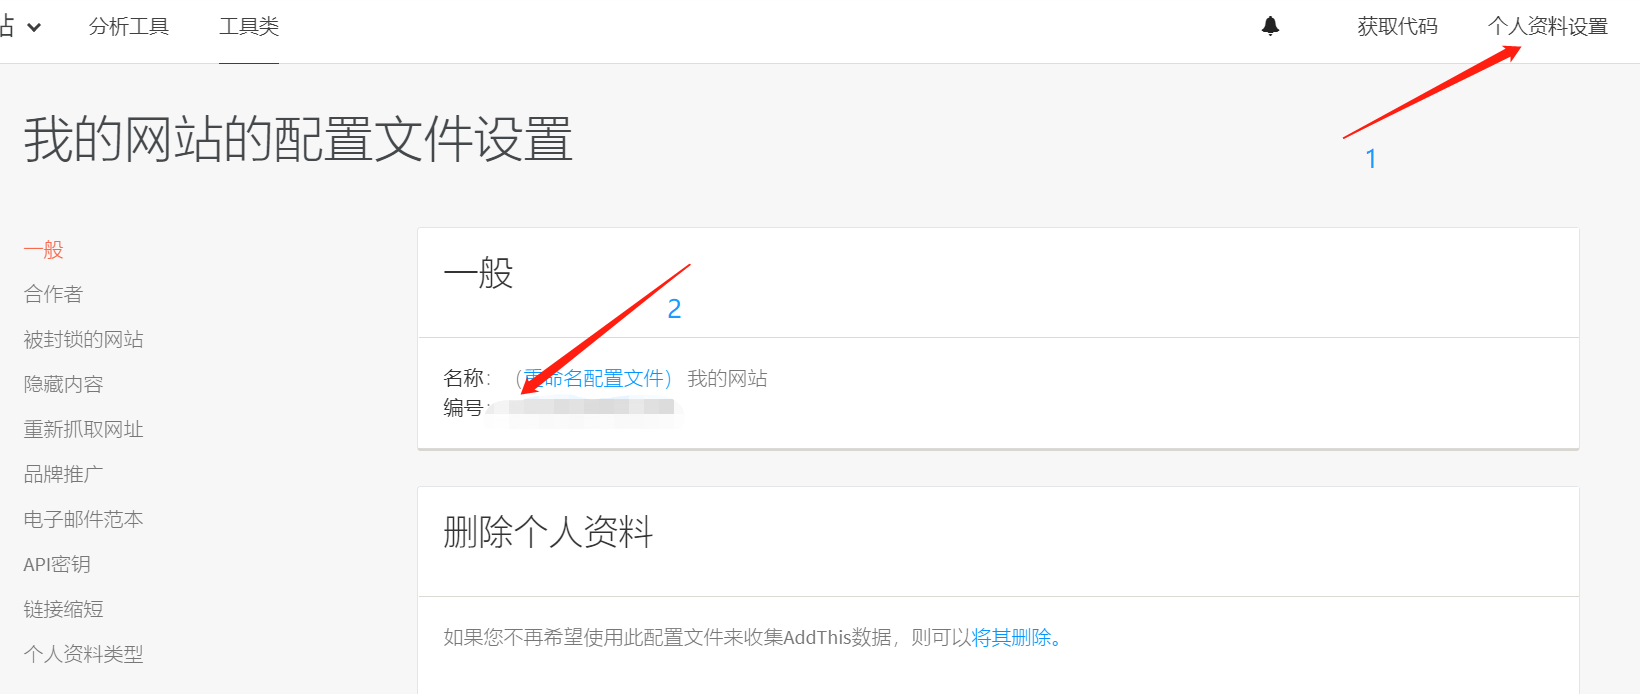 站 分析工具 工具类 获取代码 个人资料设置
1
我的网站的配置文件设置
一般
合作者
被封锁的网站
隐藏内容
重新抓取网址
品牌推广
电子邮件范本
API密钥
链接缩短
个人资料类型
一般
2
名称：（重命名配置文件） 我的网站
编号:
删除个人资料
如果您不再希望使用此配置文件来收集AddThis数据，则可以将其删除。